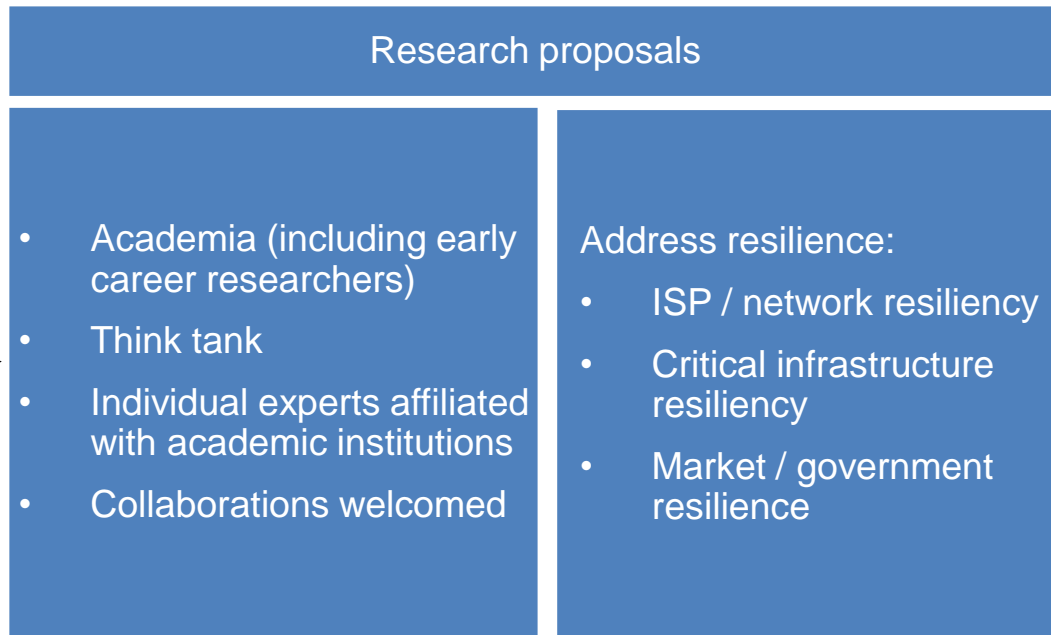 Research proposals
• Academia (including early
career researchers)
• Think tank
• Individual experts affiliated
with academic institutions
• Collaborations welcomed
Address resilience:
• ISP / network resiliency
• Critical infrastructure
resiliency
• Market / government
resilience